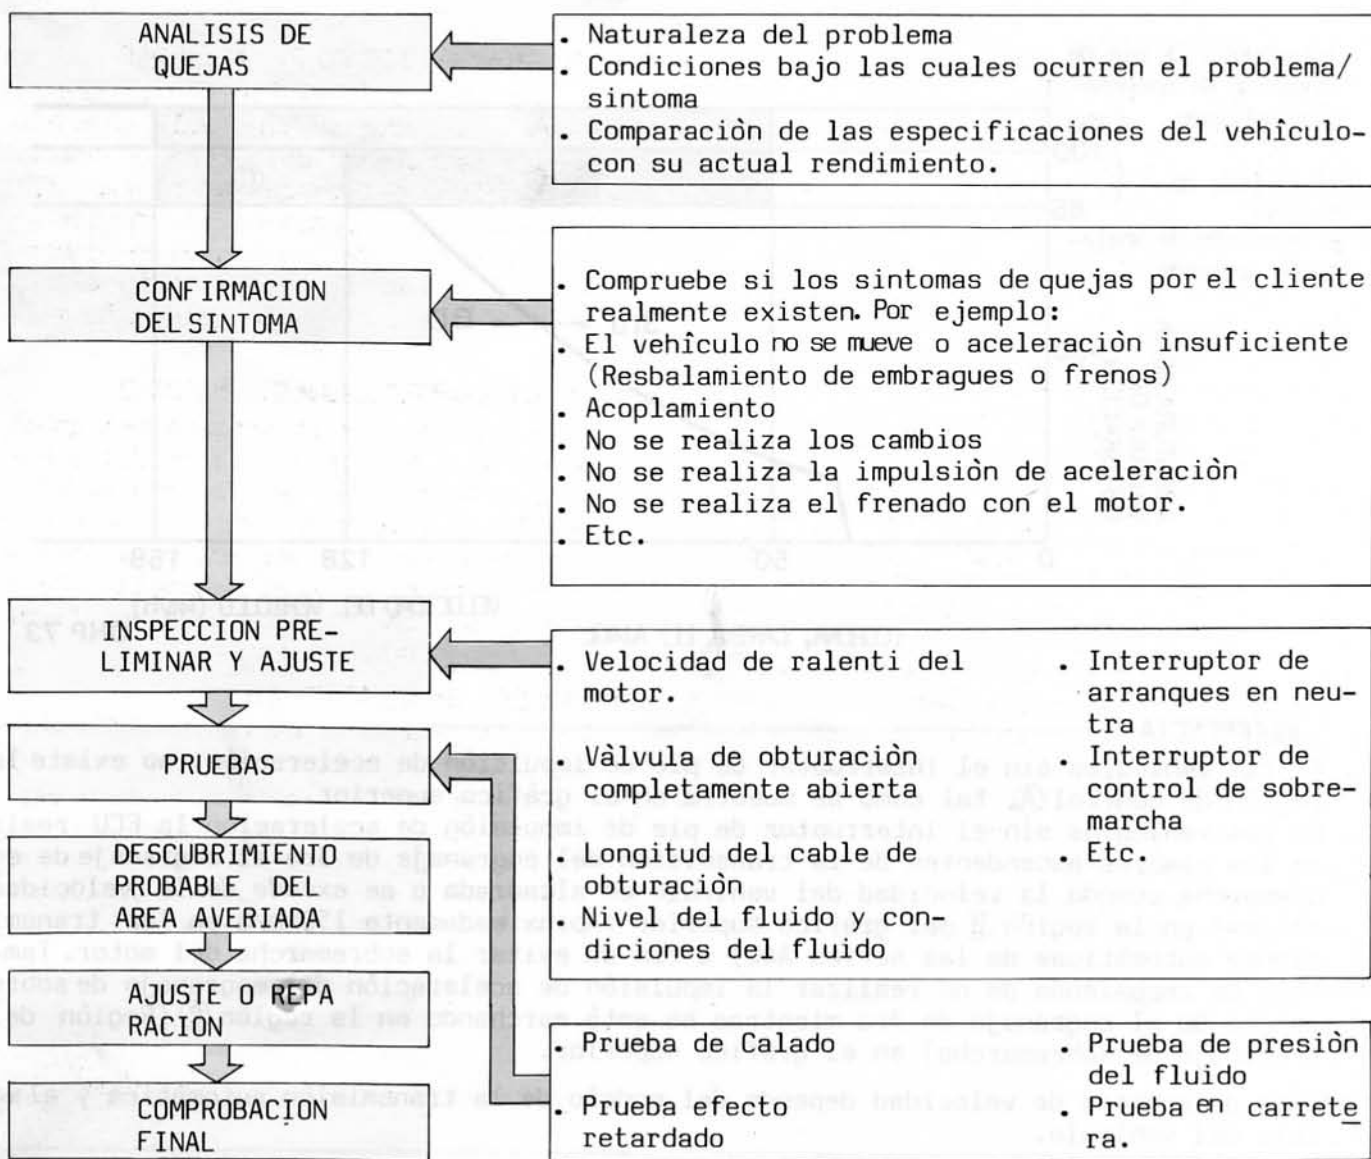 ANALISIS DE
QUEJAS
. Naturaleza del problema
. Condiciones bajo las cuales ocurren el problema/
sintoma
. Comparaciòn de las especificaciones del vehîculo-
con su actual rendimiento.
CONFIRMACION
DEL SINTOMA
. Compruebe si los sintomas de quejas por el cliente
realmente existen. Por ejemplo:
. El vehîculo no se mueve o aceleraciòn insuficiente
(Resbalamiento de embragues o frenos)
. Acoplamiento
. No se realiza los cambios
. No se realiza la impulsiòn de aceleraciòn
. No se realiza el frenado con el motor.
. Etc.
INSPECCION PRE-
LIMINAR Y AJUSTE
. Velocidad de ralenti del
motor.
. Vàlvula de obturaciòn
completamente abierta
. Longitud del cable de
obturaciòn
. Nivel del fluido y con-
diciones del fluido
. Interruptor de
arranques en neu-
tra
. Interruptor de
control de sobre-
marcha
. Etc.
PRUEBAS
. Prueba de Calado
. Prueba efecto
retardado
. Prueba de presiòn
del fluido
. Prueba en carrete
ra.
DESCUBRIMIENTO
PROBABLE DEL
AREA AVERIADA
AJUSTE O REPA
RACION
COMPROBACION
FINAL